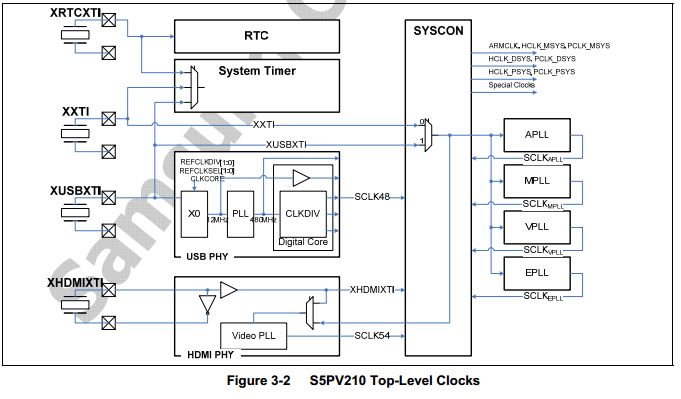 XRTCXTI
RTC
SYSCON
System Timer
ARMCLK, HCLK_MSYS, PCLK_MSYS
HCLK_DSYS, PCLK_DSYS
HCLK_PSYS, PCLK_PSYS
Special Clocks
XXTI
XXTI
0
1
XUSBXTI
APLL
SCLKAPLL
MPLL
SCLKMPLL
VPLL
SCLKVPLL
EPLL
SCLKEPLL
REFCLKDIV[1:0]
REFCLKSEL[1:0]
CLKCORE
XUSBXTI
X0
12MHz
PLL
480MHz
CLKDIV
SCLK48
Digital Core
USB PHY
XHDMIXTI
XHDMIXTI
Video PLL
SCLK54
HDMI PHY
Figure 3-2 S5PV210 Top-Level Clocks